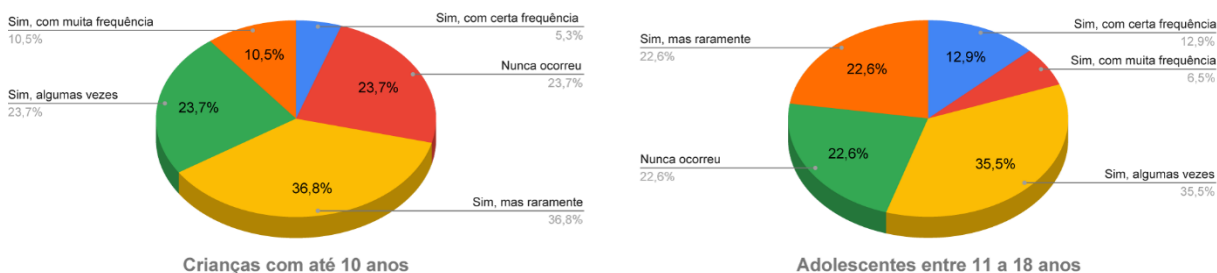 Sim, com muita frequência
10,5%
Sim, com certa frequência
5,3%
10,5%
Nunca ocorreu
23,7%
23,7%
Sim, algumas vezes
23,7%
23,7%
36,8%
Sim, mas raramente
36,8%
Crianças com até 10 anos
Sim, com certa frequência
12,9%
Sim, mas raramente
22,6%
12,9%
Sim, com muita frequência
6,5%
22,6%
Nunca ocorreu
22,6%
22,6%
35,5%
Sim, algumas vezes
35,5%
Adolescentes entre 11 a 18 anos